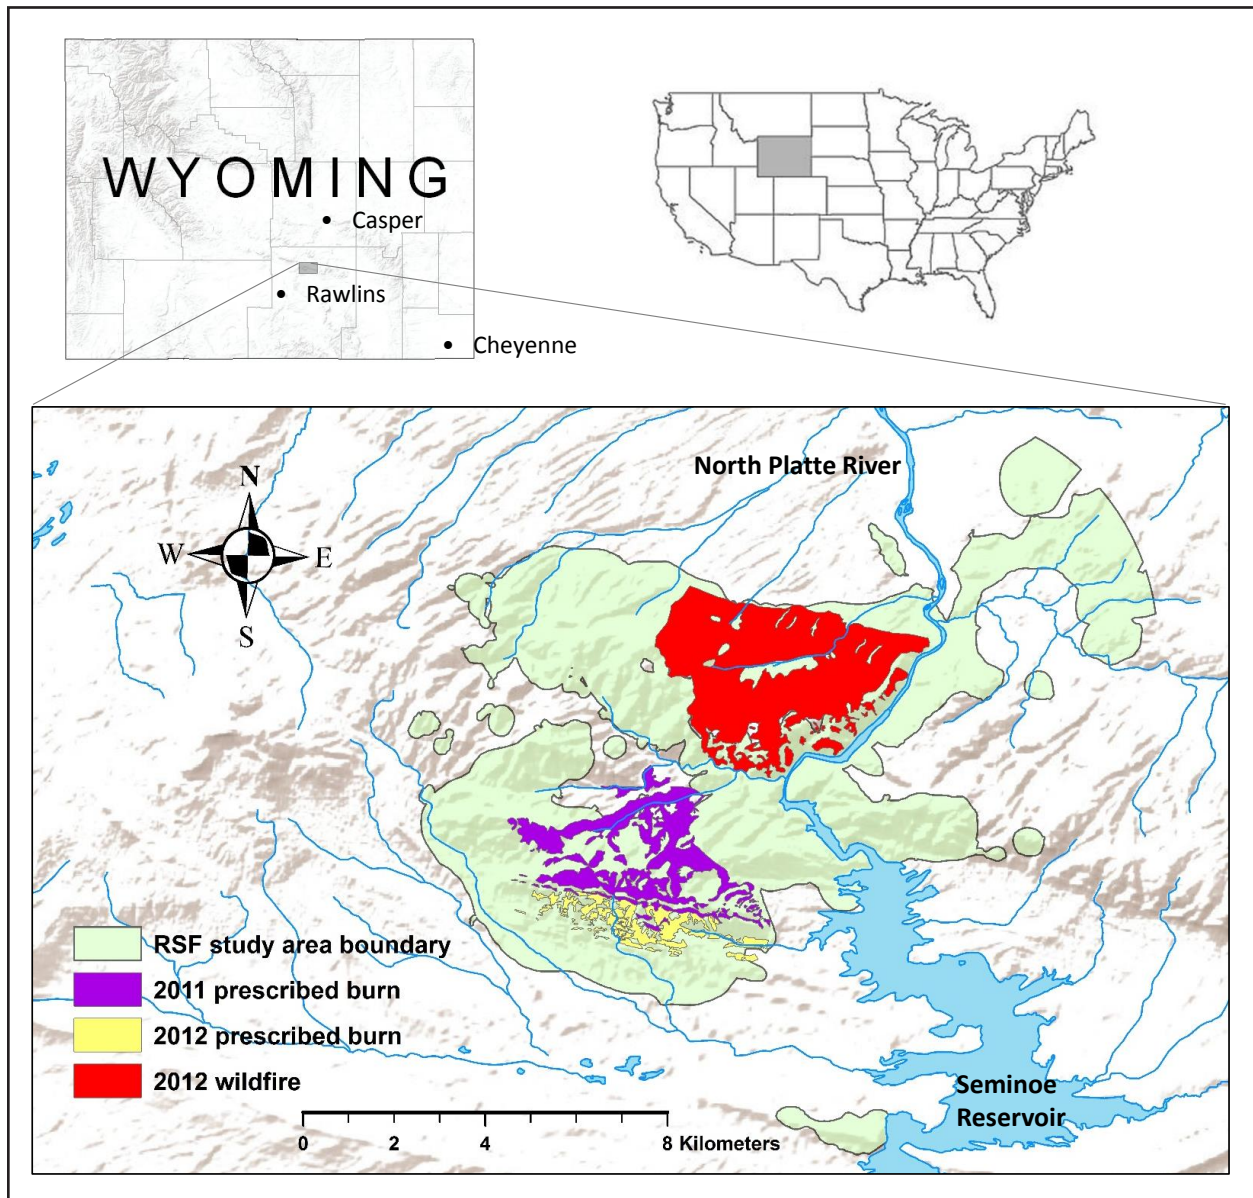 WYOMING
Casper
Rawlins
Cheyenne
North Platte River
N
W
E
S
RSF study area boundary
2011 prescribed burn
2012 prescribed burn
2012 wildfire
Seminoe
Reservoir
0 2 4 8 Kilometers